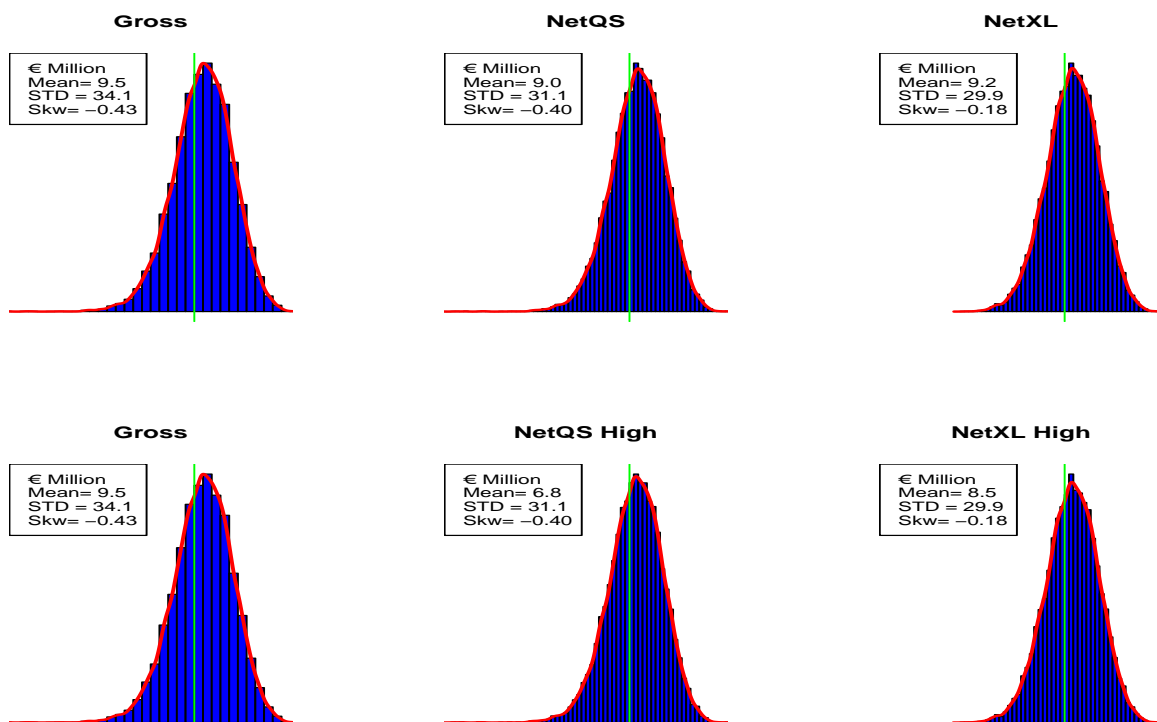 Gross
€ Million
Mean= 9.5
STD = 34.1
Skw= −0.43
NetQS
€ Million
Mean= 9.0
STD = 31.1
Skw= −0.40
NetXL
€ Million
Mean= 9.2
STD = 29.9
Skw= −0.18
Gross
€ Million
Mean= 9.5
STD = 34.1
Skw= −0.43
NetQS High
€ Million
Mean= 6.8
STD = 31.1
Skw= −0.40
NetXL High
€ Million
Mean= 8.5
STD = 29.9
Skw= −0.18